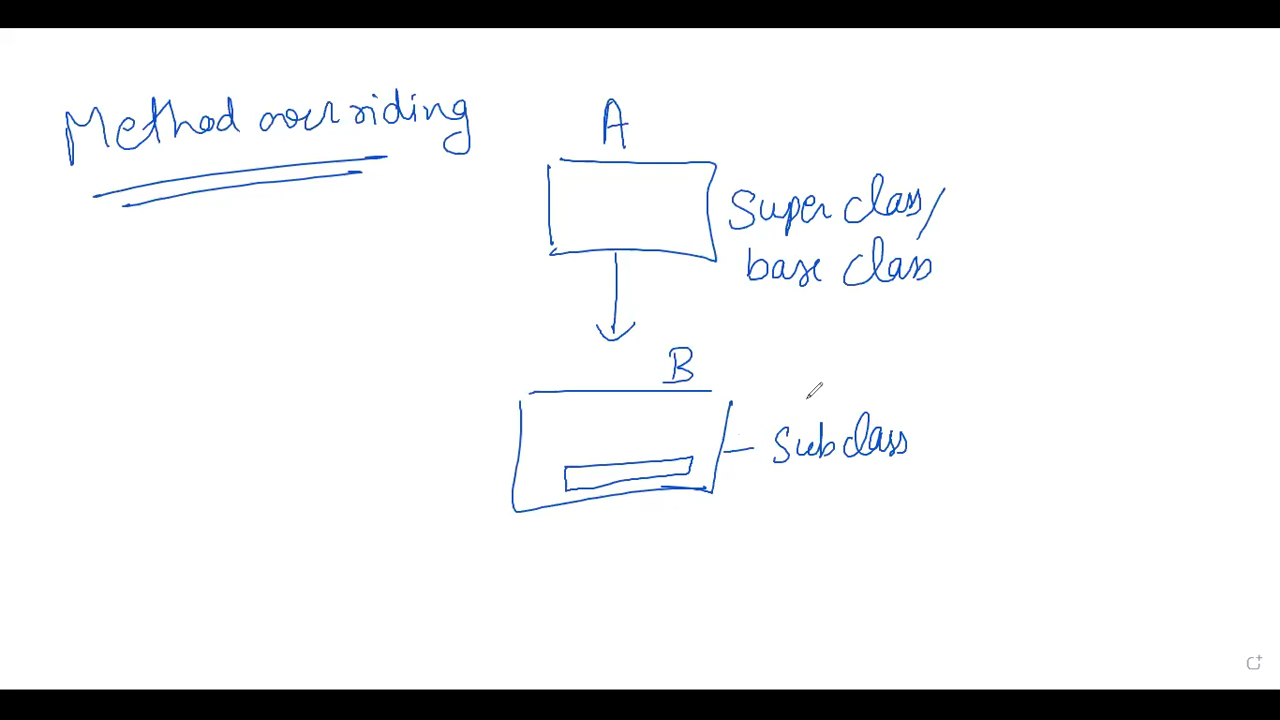 Method overriding
A
Super class/
base class
B
- Subclass